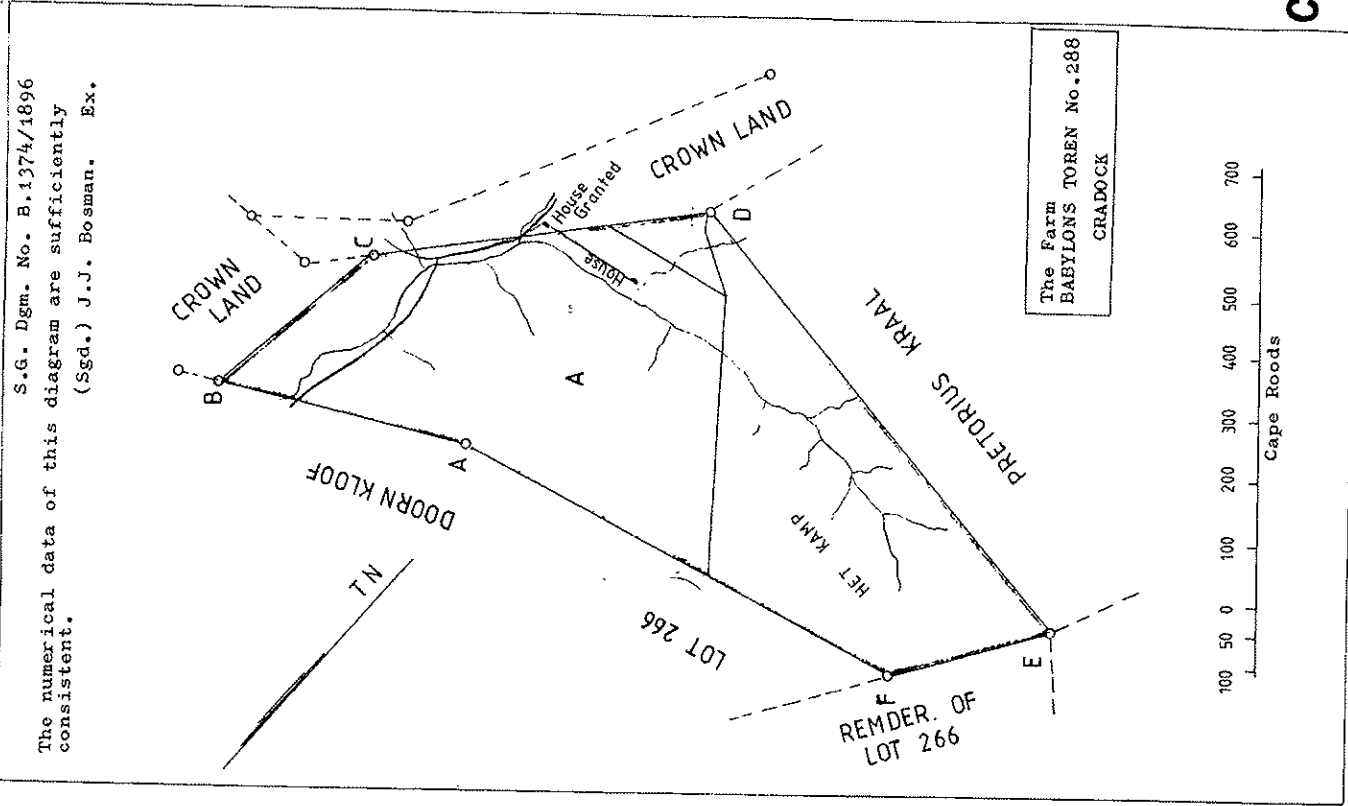 S.G. Dgm. No. B.1374/1896
The numerical data of this diagram are sufficiently
consistent.
(Sgd.) J.J. Bosman. Ex.
CROWN
LAND
B
C
House
Granted
House
CROWN LAND
D
A
A
DOORN KLOOF
TN
LOT 266
HET KAMP
PRETORIUS
KRAAL
F
E
REMDER. OF
LOT 266
The Farm
BABYLONS TOREN No.288
CRADOCK
100 50 0 100 200 300 400 500 600 700
Cape Roods
C